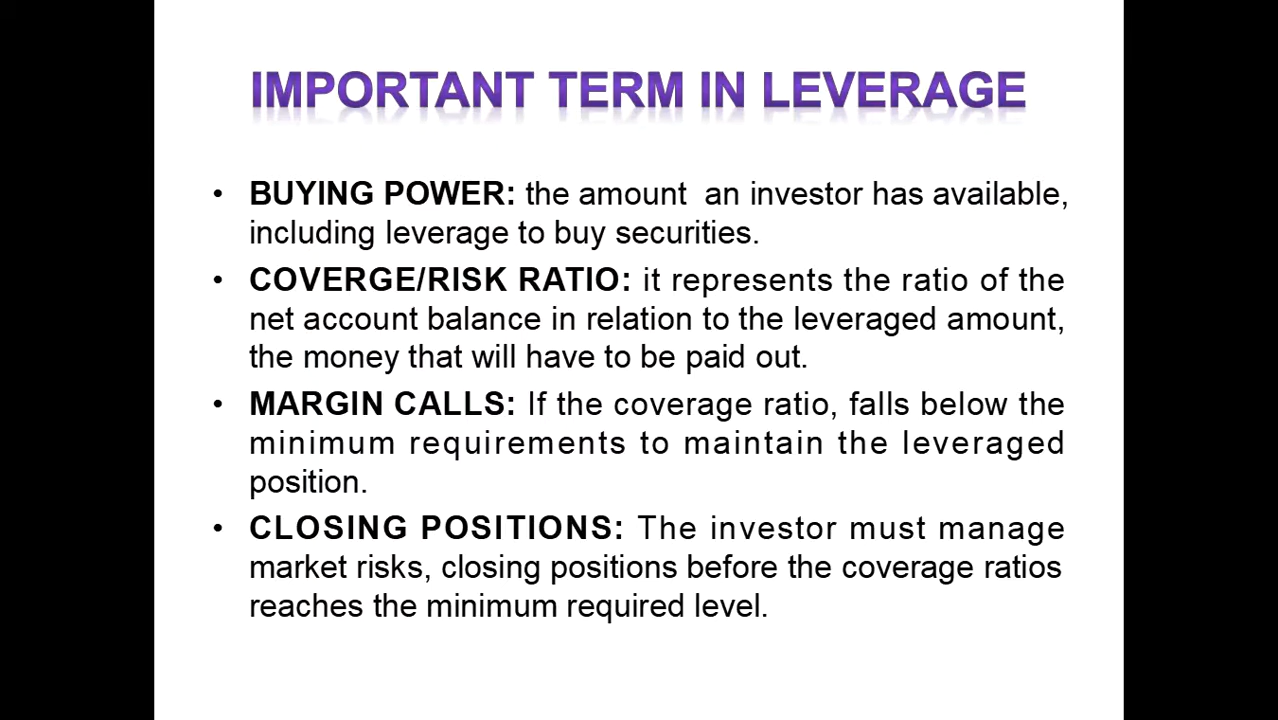 IMPORTANT TERM IN LEVERAGE
• BUYING POWER: the amount  an investor has available,
including leverage to buy securities.
• COVERGE/RISK RATIO: it represents the ratio of the
net account balance in relation to the leveraged amount,
the money that will have to be paid out.
• MARGIN CALLS: If the coverage ratio, falls below the
minimum requirements to maintain the leveraged
position.
• CLOSING POSITIONS: The investor must manage
market risks, closing positions before the coverage ratios
reaches the minimum required level.